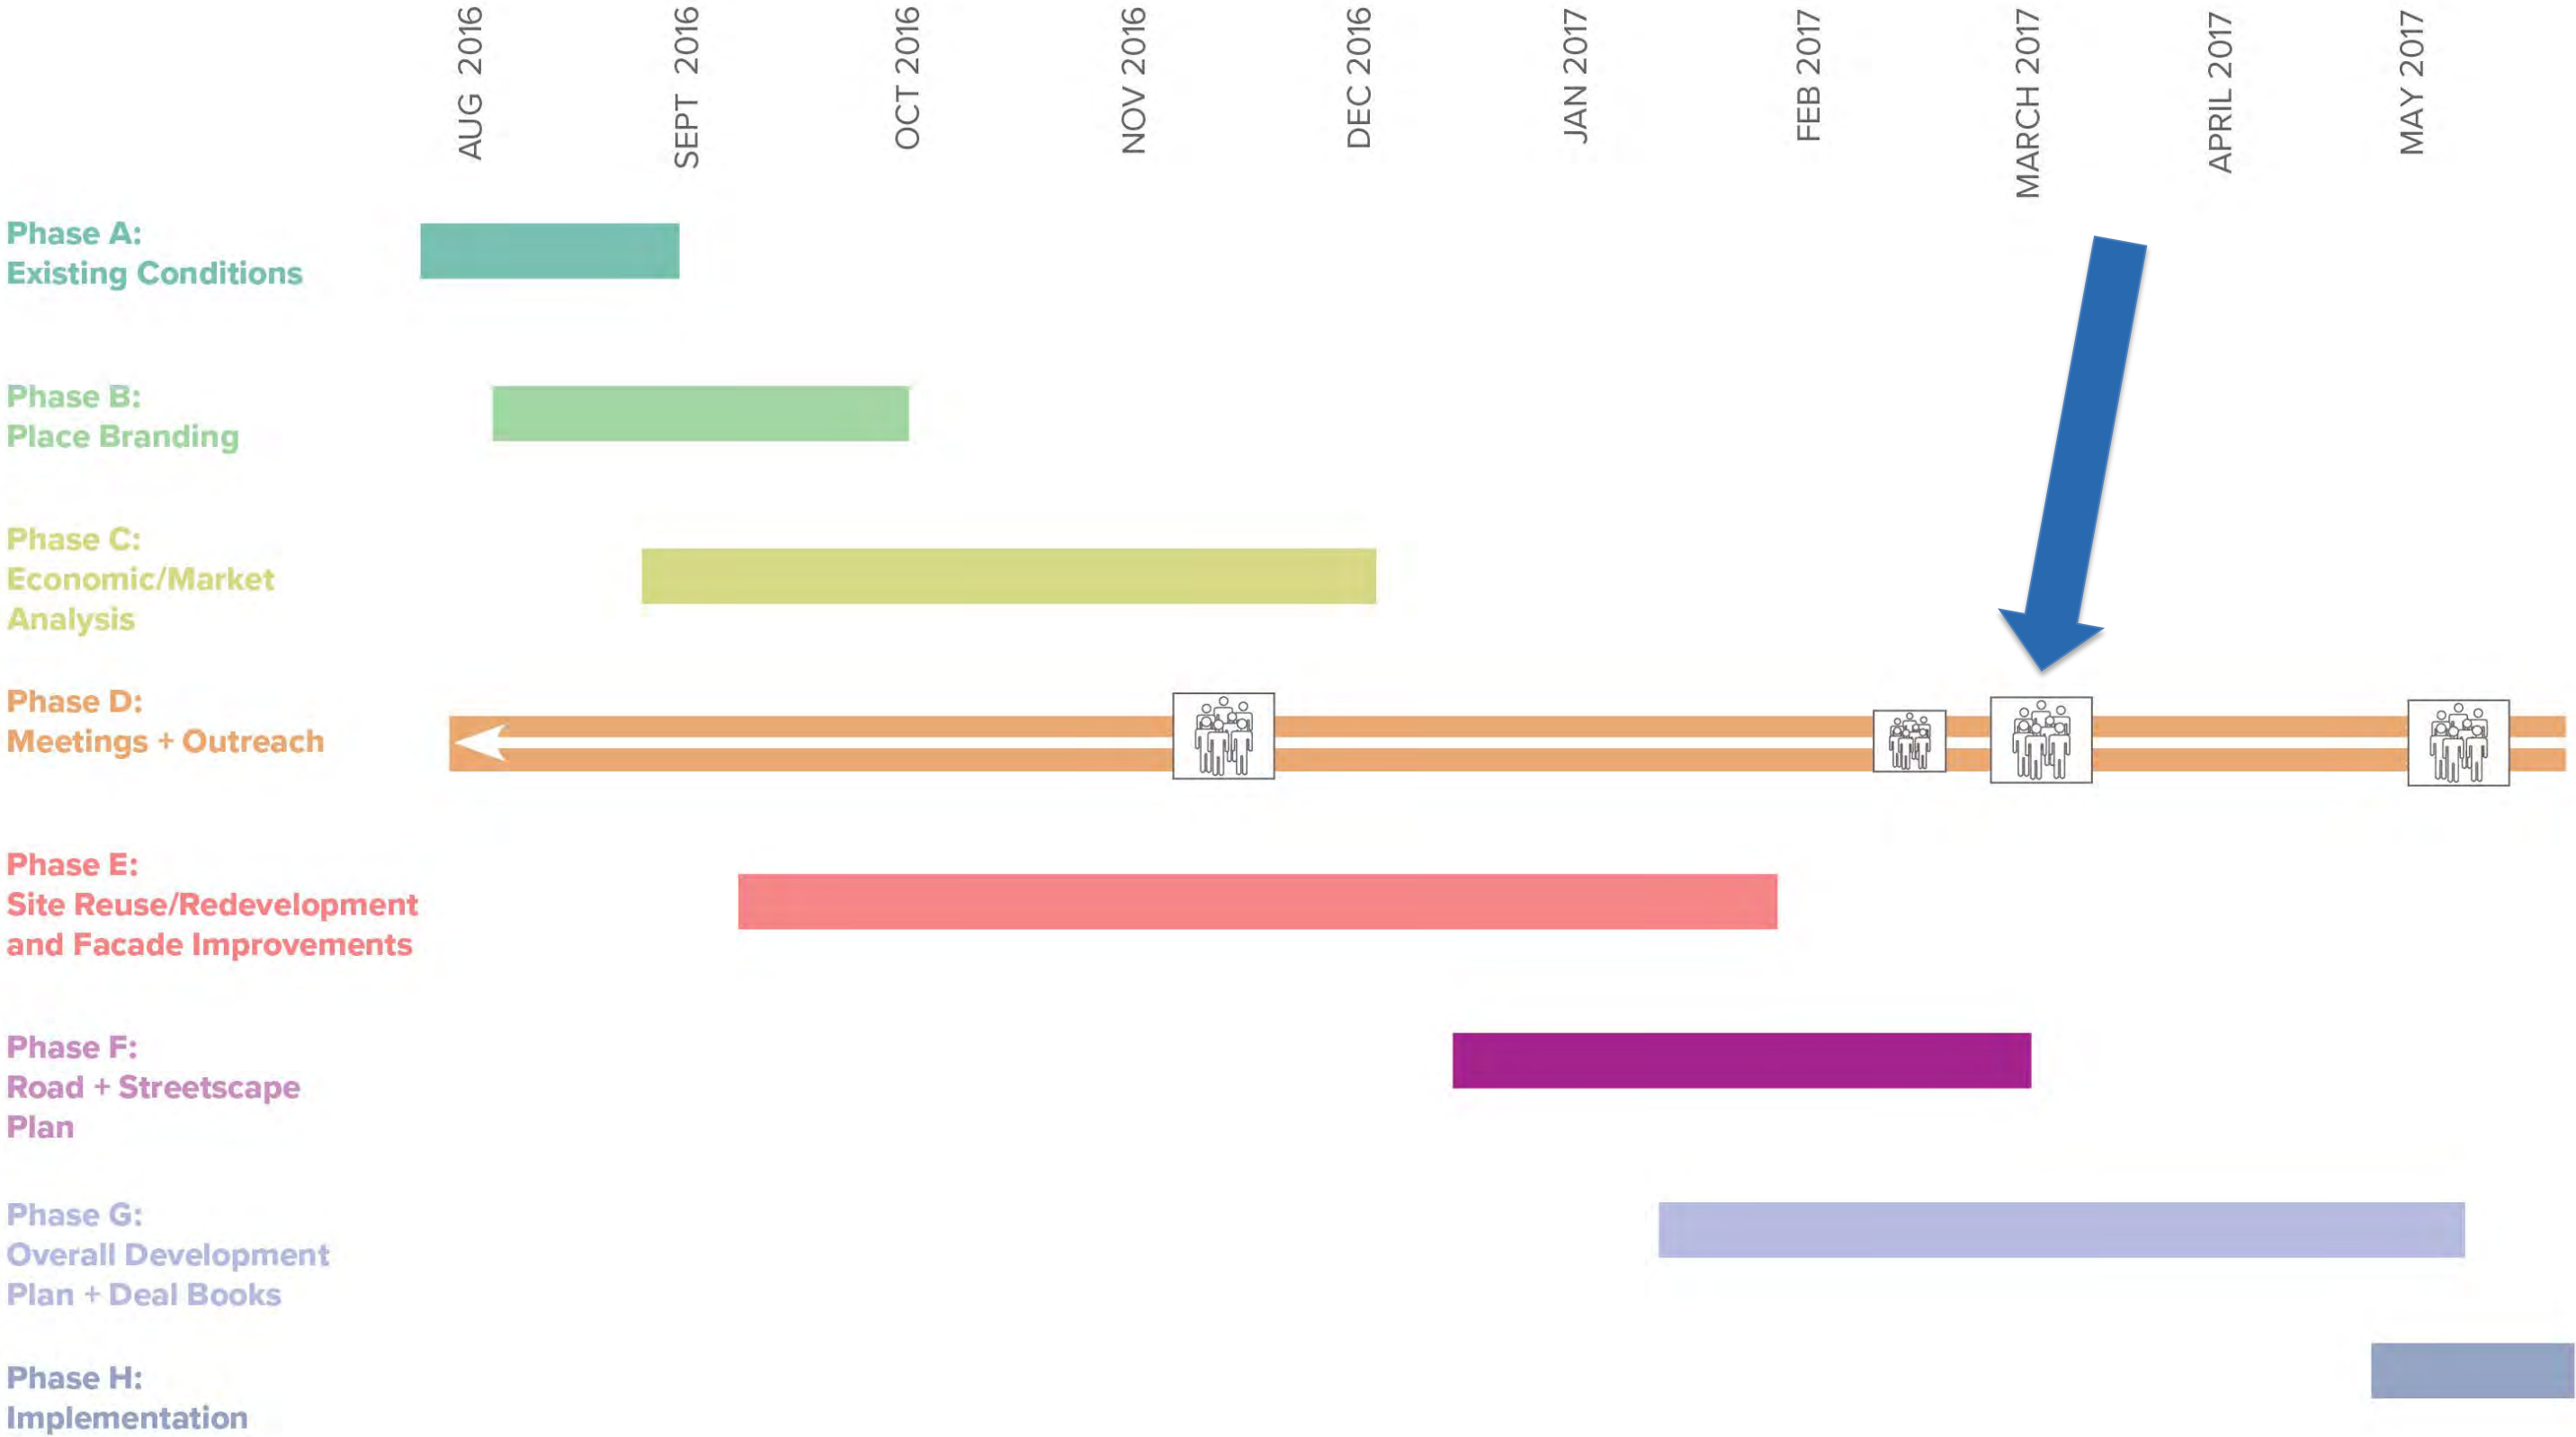 AUG 2016
SEPT 2016
OCT 2016
NOV 2016
DEC 2016
JAN 2017
FEB 2017
MARCH 2017
APRIL 2017
MAY 2017
Phase A:
Existing Conditions
Phase B:
Place Branding
Phase C:
Economic/Market
Analysis
Phase D:
Meetings + Outreach
Phase E:
Site Reuse/Redevelopment
and Facade Improvements
Phase F:
Road + Streetscape
Plan
Phase G:
Overall Development
Plan + Deal Books
Phase H:
Implementation